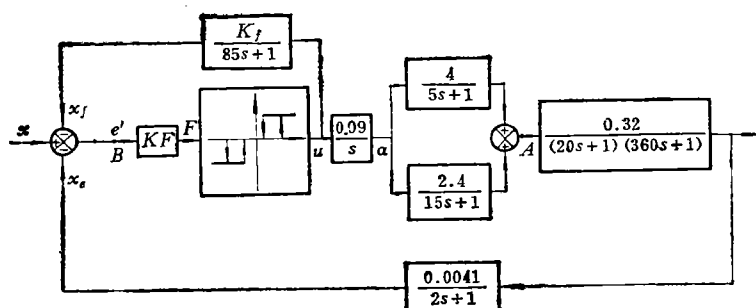 K_f
85s+1
4
5s+1
x_f
x
e'
B
KF
F
u
0.09
s
a
A
0.32
(20s+1)(360s+1)
x_e
2.4
15s+1
0.0041
2s+1